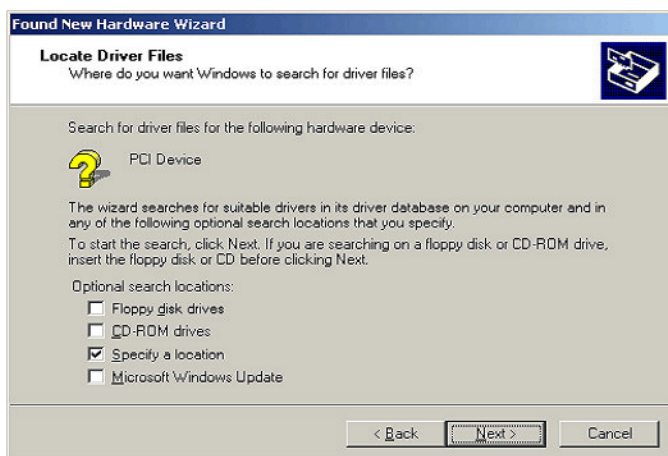 Found New Hardware Wizard
Locate Driver Files
Where do you want Windows to search for driver files?
Search for driver files for the following hardware device:
PCI Device
The wizard searches for suitable drivers in its driver database on your computer and in
any of the following optional search locations that you specify.
To start the search, click Next. If you are searching on a floppy disk or CD-ROM drive,
insert the floppy disk or CD before clicking Next.
Optional search locations:
Floppy disk drives
CD-ROM drives
Specify a location
Microsoft Windows Update
< Back Next > Cancel